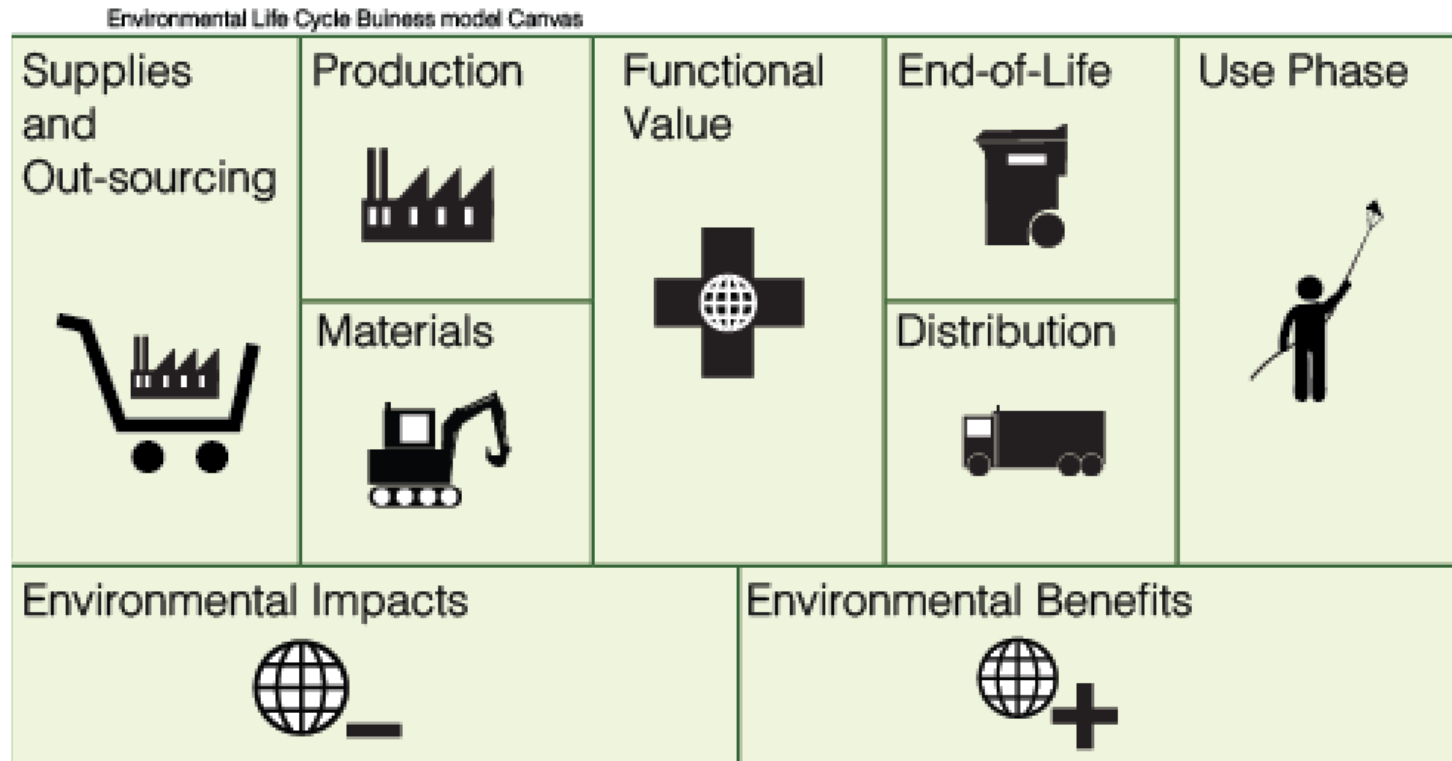 Environmental Life Cycle Buiness model Canvas
Supplies
and
Out-sourcing
Production
Materials
Functional
Value
End-of-Life
Distribution
Use Phase
Environmental Impacts
Environmental Benefits